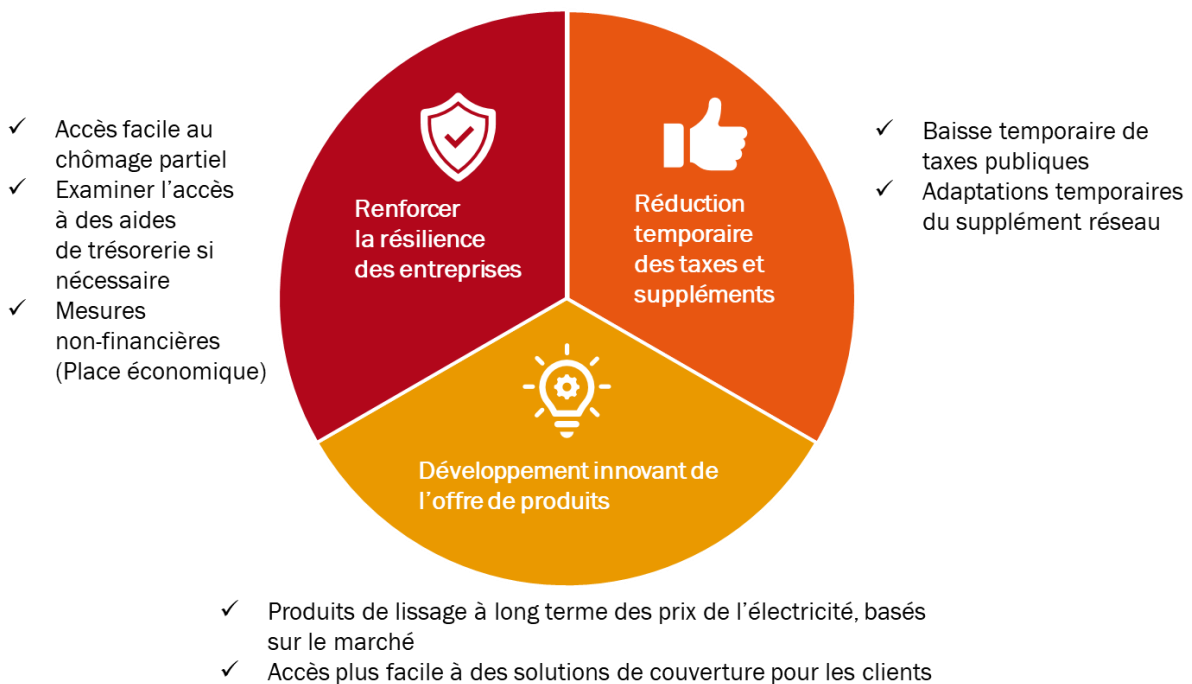 ✓ Accès facile au
chômage partiel
✓ Examiner l’accès
à des aides
de trésorerie si
nécessaire
✓ Mesures
non-financières
(Place économique)
Renforcer
la résilience
des entreprises
Réduction
temporaire
des taxes et
suppléments
✓ Baisse temporaire de
taxes publiques
✓ Adaptations temporaires
du supplément réseau
Développement innovant de
l’offre de produits
✓ Produits de lissage à long terme des prix de l’électricité, basés
sur le marché
✓ Accès plus facile à des solutions de couverture pour les clients